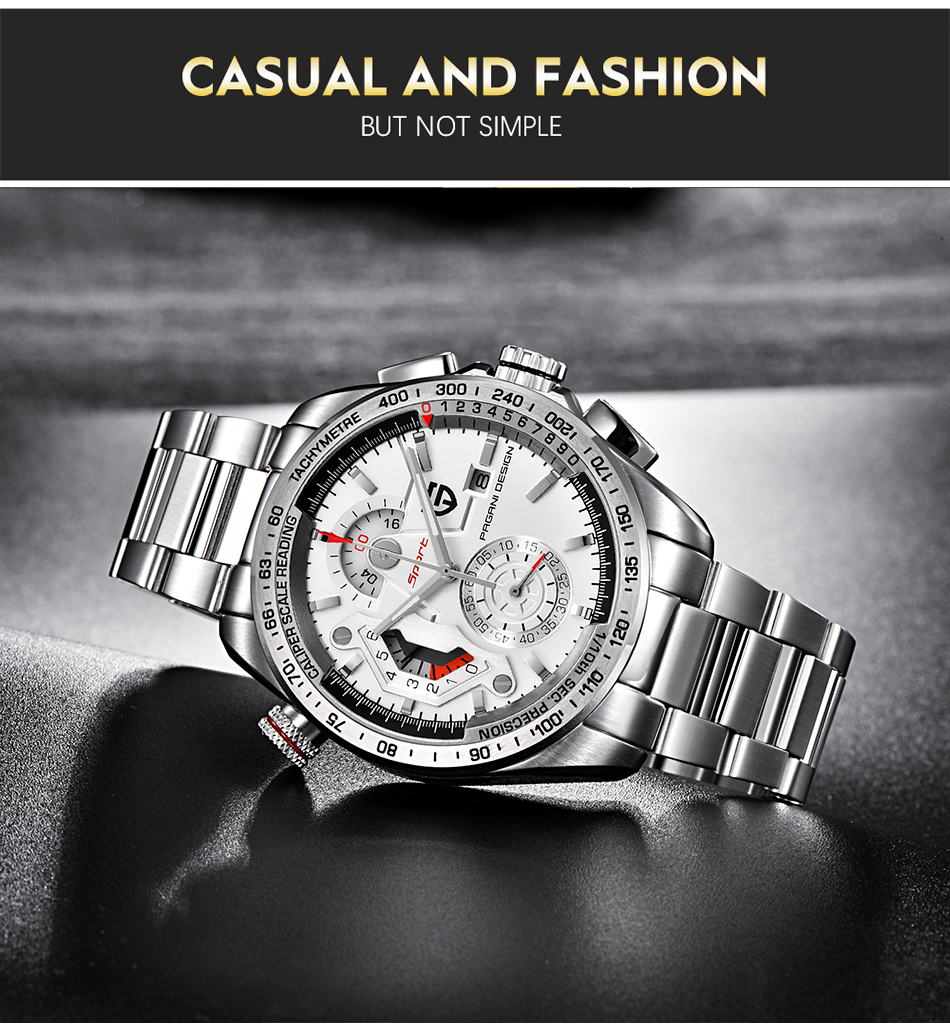 CASUAL AND FASHION
BUT NOT SIMPLE
TACHYMETRE 400 300 240 200 170 150 135 120 110 100 90 80 75 70 66 63 60
0 1 2 3 4 5 6 7 8 9 0
CALIPER SCALE READING
1/10th SEC PRECSION
8
PAGANI DESIGN
Sport
16
00
04
05 10 15 20 25 30 35 40 45 50 55
6 5 4 3 2 1 0